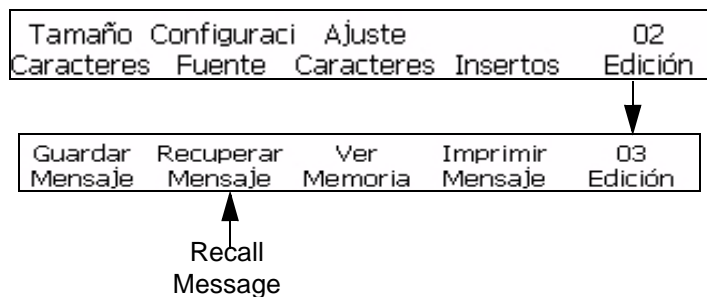 Tamaño Configuraci Ajuste 02
Caracteres Fuente Caracteres Insertos Edición
Guardar Recuperar Ver Imprimir 03
Mensaje Mensaje Memoria Mensaje Edición
Recall
Message